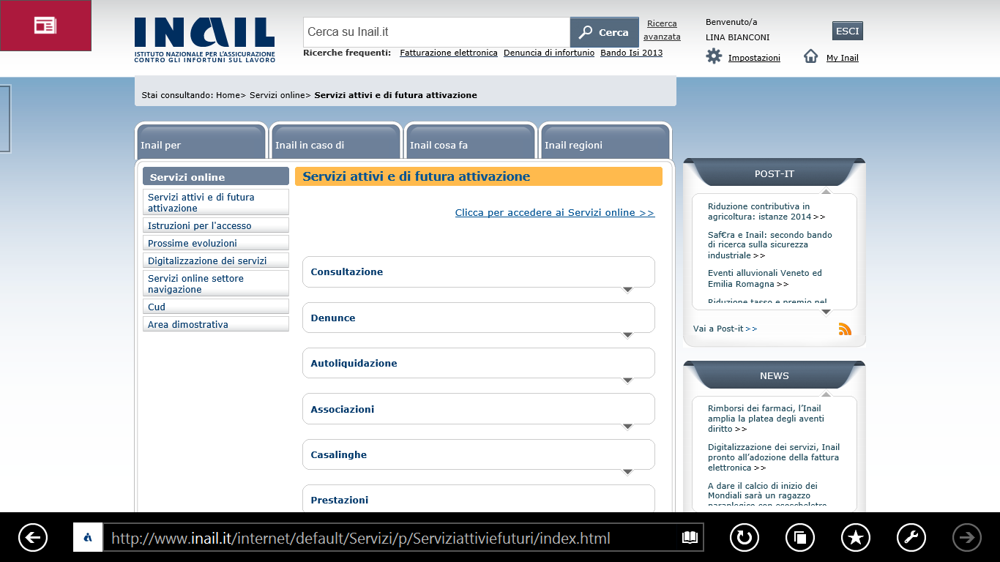 INAIL
ISTITUTO NAZIONALE PER L'ASSICURAZIONE
CONTRO GLI INFORTUNI SUL LAVORO
Cerca su Inail.it
Cerca
Ricerca
avanzata
Ricerche frequenti: Fatturazione elettronica Denuncia di infortunio Bando Isi 2013
Benvenuto/a
LINA BIANCONI
ESCI
Impostazioni
My Inail
Stai consultando: Home> Servizi online> Servizi attivi e di futura attivazione
Inail per
Inail in caso di
Inail cosa fa
Inail regioni
Servizi online
Servizi attivi e di futura
attivazione
Istruzioni per l'accesso
Prossime evoluzioni
Digitalizzazione dei servizi
Servizi online settore
navigazione
Cud
Area dimostrativa
Servizi attivi e di futura attivazione
Clicca per accedere ai Servizi online >>
Consultazione
Denunce
Autoliquidazione
Associazioni
Casalinghe
Prestazioni
POST-IT
Riduzione contributiva in
agricoltura: istanze 2014 >>
Saf€ra e Inail: secondo bando
di ricerca sulla sicurezza
industriale >>
Eventi alluvionali Veneto ed
Emilia Romagna >>
Riduzione tasso e premio nel
Vai a Post-it >>
NEWS
Rimborsi dei farmaci, l'Inail
amplia la platea degli aventi
diritto >>
Digitalizzazione dei servizi, Inail
pronto all'adozione della fattura
elettronica >>
A dare il calcio di inizio dei
Mondiali sarà un ragazzo
paraplegico con esoscheletro
http://www.inail.it/internet/default/Servizi/p/Serviziattiviefuturi/index.html